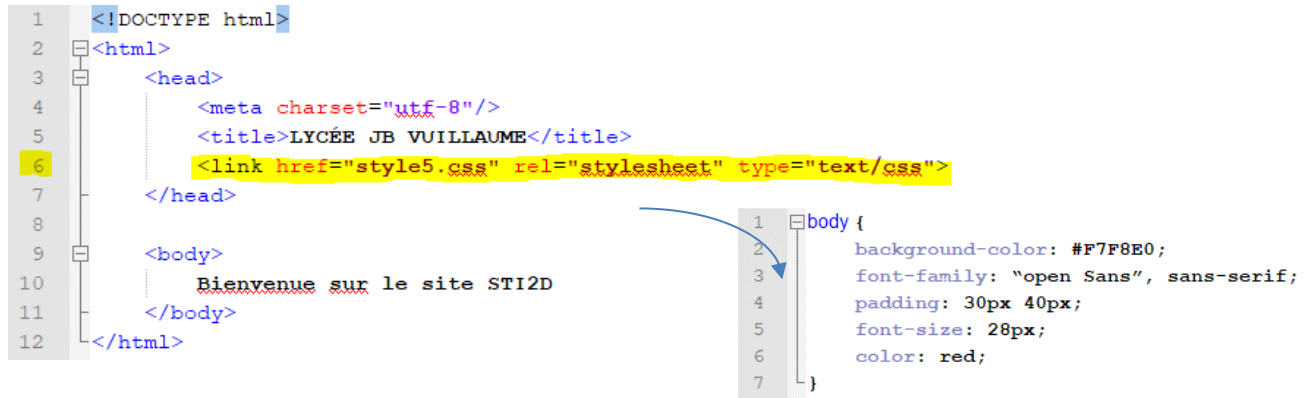 1 <!DOCTYPE html>
2 <html>
3 <head>
4 <meta charset="utf-8"/>
5 <title>LYCÉE JB VUILLAUME</title>
6 <link href="style5.css" rel="stylesheet" type="text/css">
7 </head>
8
9 <body>
10 Bienvenue sur le site STI2D
11 </body>
12 </html>
1 body {
2 background-color: #F7F8E0;
3 font-family: “open Sans”, sans-serif;
4 padding: 30px 40px;
5 font-size: 28px;
6 color: red;
7 }